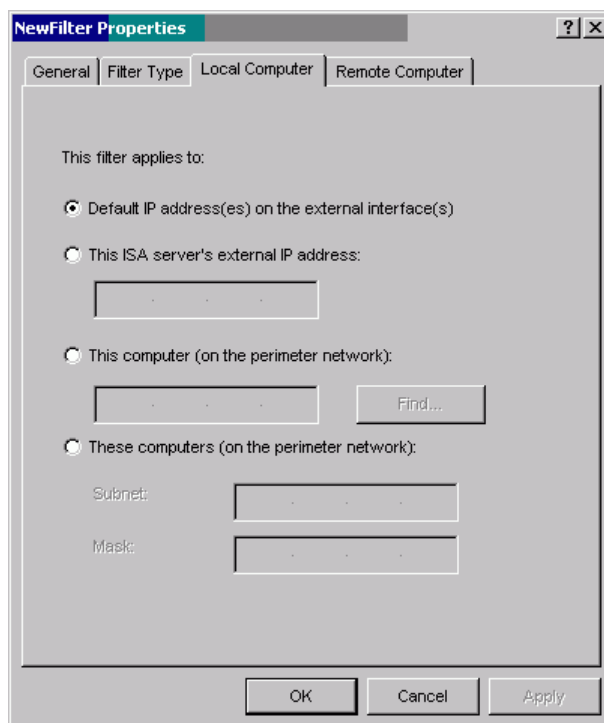 NewFilter Properties
General Filter Type Local Computer Remote Computer
This filter applies to:
Default IP address(es) on the external interface(s)
This ISA server's external IP address:
This computer (on the perimeter network):
Find...
These computers (on the perimeter network):
Subnet:
Mask:
OK Cancel Apply